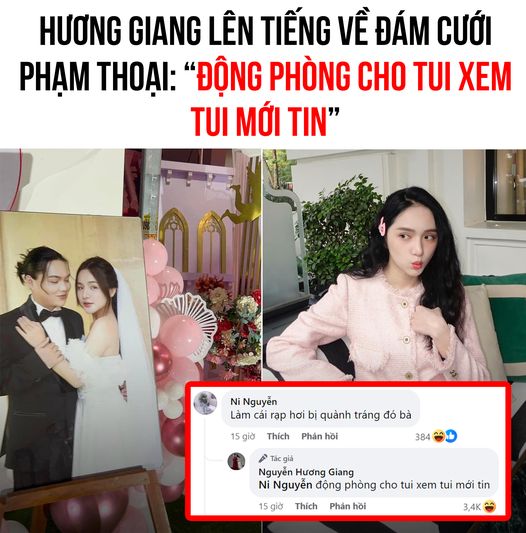 HƯƠNG GIANG LÊN TIẾNG VỀ ĐÁM CƯỚI
PHẠM THOẠI: “ĐỘNG PHÒNG CHO TUI XEM
TUI MỚI TIN”
Ni Nguyễn
Làm cái rạp hơi bị quành tráng đó bà
15 giờ Thích Phản hồi 384
Tác giả
Nguyễn Hương Giang
Ni Nguyễn động phòng cho tui xem tui mới tin
15 giờ Thích Phản hồi 3,4K